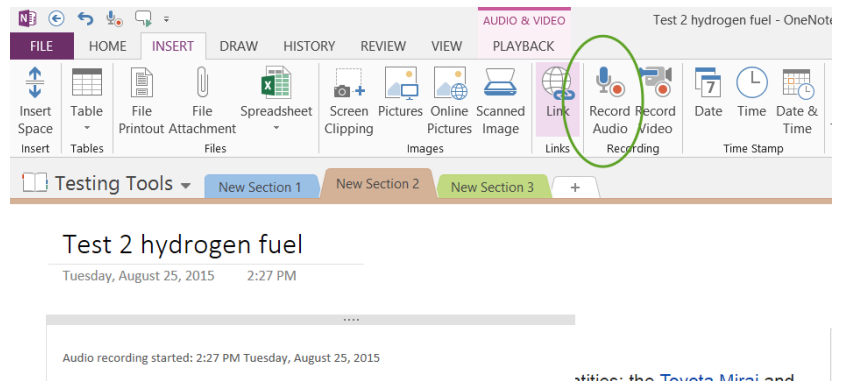 N
AUDIO & VIDEO
Test 2 hydrogen fuel - OneNote
FILE HOME INSERT DRAW HISTORY REVIEW VIEW PLAYBACK
Insert Space
Table
File Printout
File Attachment
Spreadsheet
Screen Clipping
Pictures
Online Pictures
Scanned Image
Link
Record Audio
Record Video
7
Date
Time
Date & Time
Insert Tables Files Images Links Recording Time Stamp
Testing Tools New Section 1 New Section 2 New Section 3 +
Test 2 hydrogen fuel
Tuesday, August 25, 2015 2:27 PM
Audio recording started: 2:27 PM Tuesday, August 25, 2015
the Toyota Mirai and